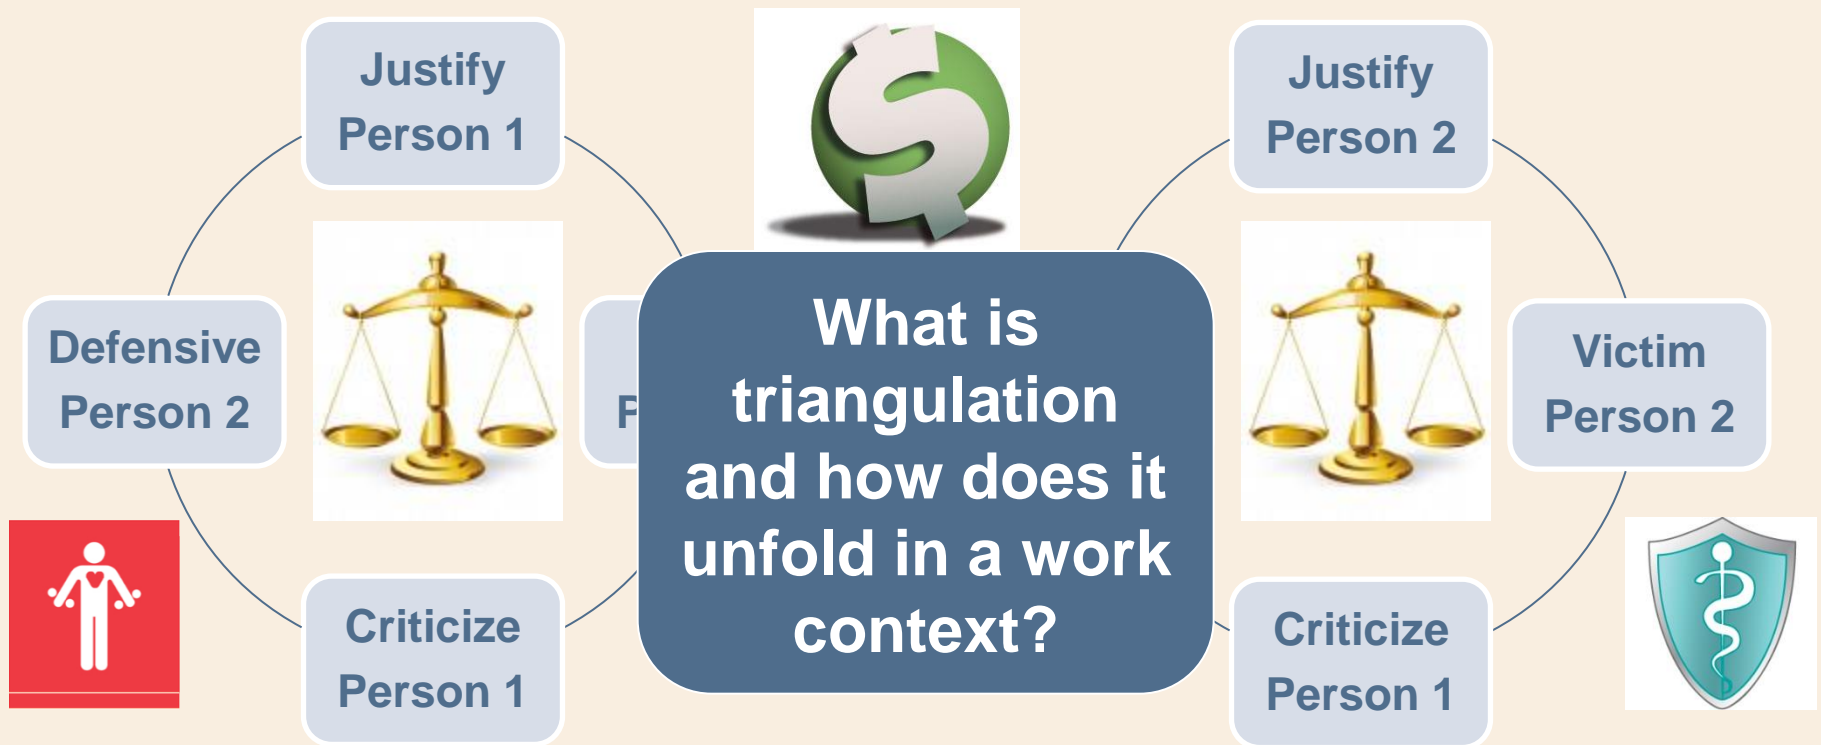 Justify
Person 1
Defensive
Person 2
Criticize
Person 1
What is
triangulation
and how does it
unfold in a work
context?
Justify
Person 2
Victim
Person 2
Criticize
Person 1